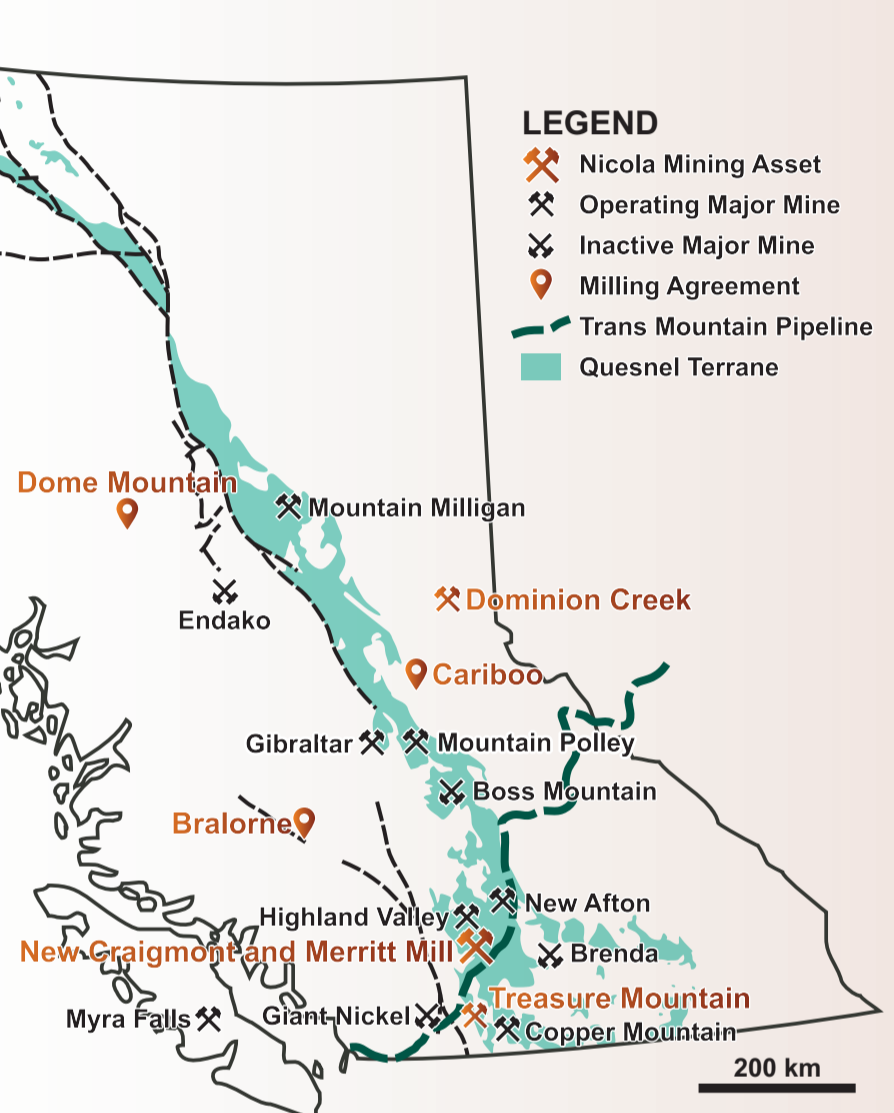 LEGEND
Nicola Mining Asset
Operating Major Mine
Inactive Major Mine
Milling Agreement
Trans Mountain Pipeline
Quesnel Terrane
Dome Mountain
Mountain Milligan
Dominion Creek
Endako
Cariboo
Gibraltar
Mountain Polley
Boss Mountain
Bralorne
New Afton
Highland Valley
New Craigmont and Merritt Mill
Brenda
Treasure Mountain
Myra Falls
Giant Nickel
Copper Mountain
200 km